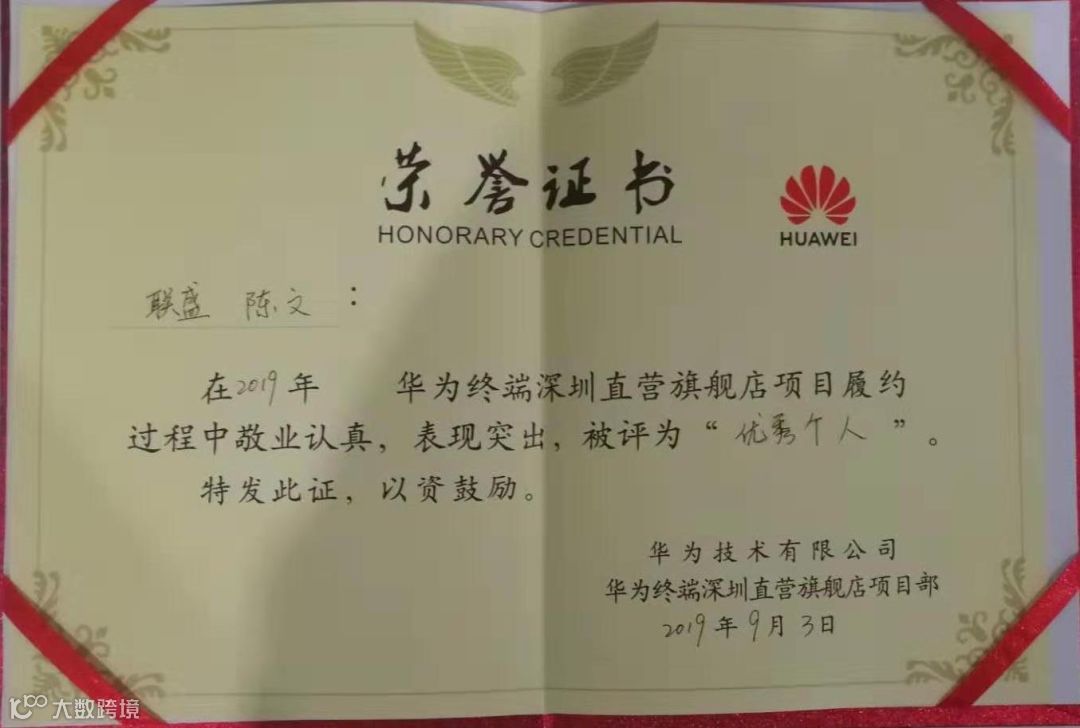 荣誉证书
HONORARY CREDENTIAL
HUAWEI
联盛 陈文：
在2019年 华为终端深圳直营旗舰店项目履约
过程中敬业认真，表现突出，被评为“优秀个人”。
特发此证，以资鼓励。
华为技术有限公司
华为终端深圳直营旗舰店项目部
2019年9月3日
大数跨境